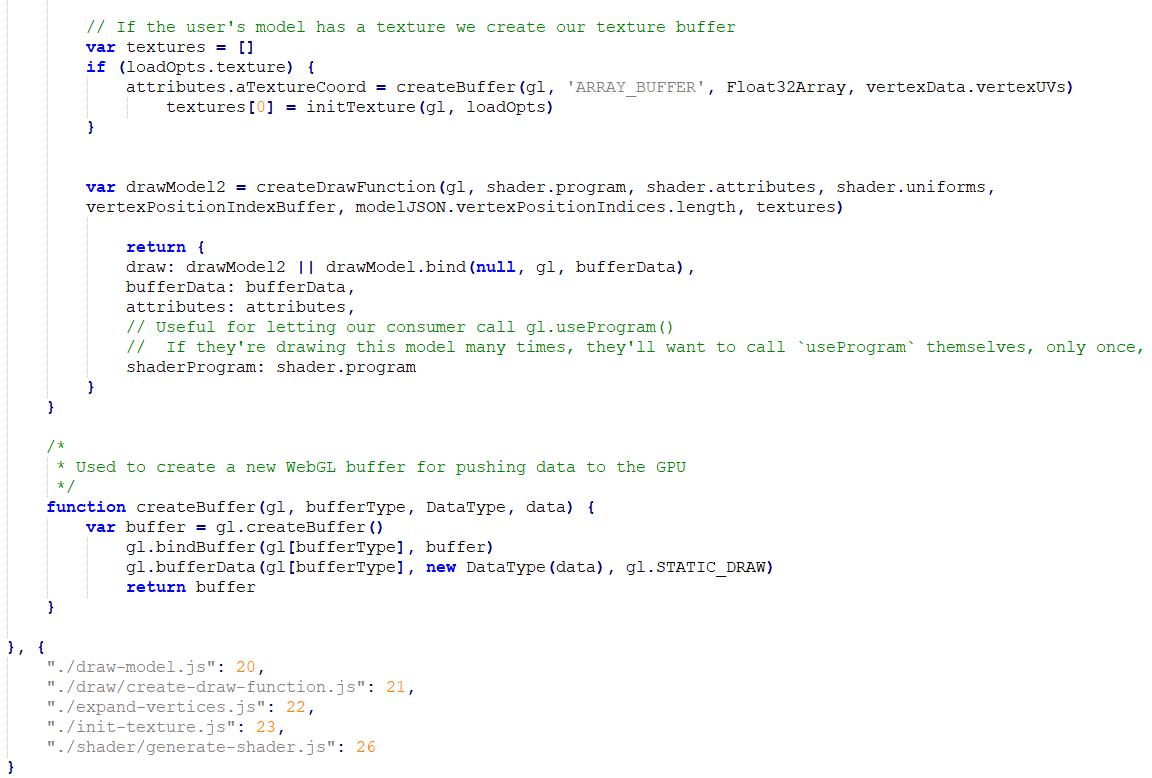 // If the user's model has a texture we create our texture buffer
var textures = []
if (loadOpts.texture) {
attributes.aTextureCoord = createBuffer(gl, 'ARRAY_BUFFER', Float32Array, vertexData.vertexUVs)
textures[0] = initTexture(gl, loadOpts)
}
var drawModel2 = createDrawFunction(gl, shader.program, shader.attributes, shader.uniforms,
vertexPositionIndexBuffer, modelJSON.vertexPositionIndices.length, textures)
return {
draw: drawModel2 || drawModel.bind(null, gl, bufferData),
bufferData: bufferData,
attributes: attributes,
// Useful for letting our consumer call gl.useProgram()
//  If they're drawing this model many times, they'll want to call `useProgram` themselves, only once,
shaderProgram: shader.program
}
}
/*
* Used to create a new WebGL buffer for pushing data to the GPU
*/
function createBuffer(gl, bufferType, DataType, data) {
var buffer = gl.createBuffer()
gl.bindBuffer(gl[bufferType], buffer)
gl.bufferData(gl[bufferType], new DataType(data), gl.STATIC_DRAW)
return buffer
}
}, {
"./draw-model.js": 20,
"./draw/create-draw-function.js": 21,
"./expand-vertices.js": 22,
"./init-texture.js": 23,
"./shader/generate-shader.js": 26
}